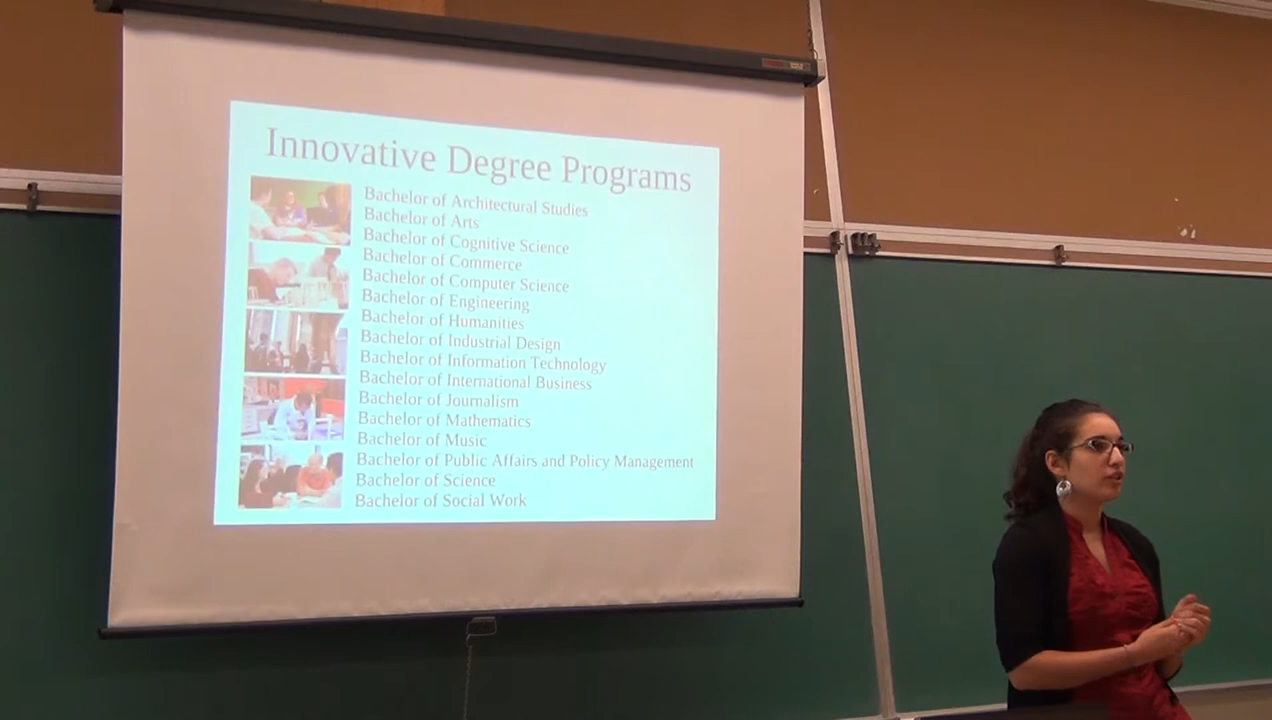 Innovative Degree Programs
Bachelor of Architectural Studies
Bachelor of Arts
Bachelor of Cognitive Science
Bachelor of Commerce
Bachelor of Computer Science
Bachelor of Engineering
Bachelor of Humanities
Bachelor of Industrial Design
Bachelor of Information Technology
Bachelor of International Business
Bachelor of Journalism
Bachelor of Mathematics
Bachelor of Music
Bachelor of Public Affairs and Policy Management
Bachelor of Science
Bachelor of Social Work